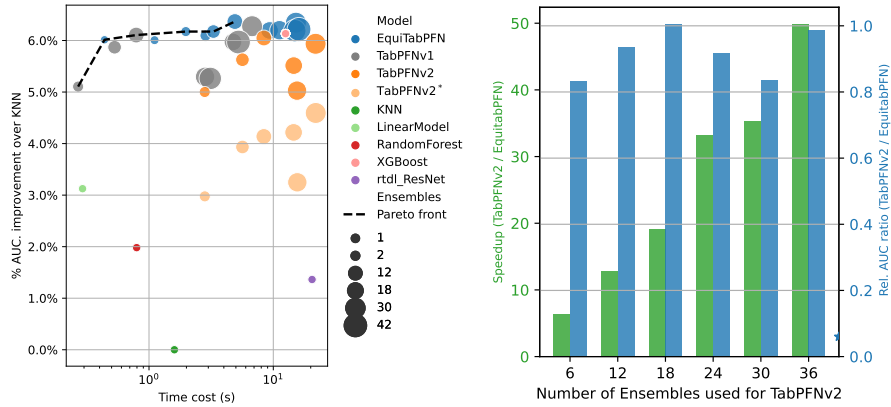 6.0%
5.0%
4.0%
3.0%
2.0%
1.0%
0.0%
% AUC. improvement over KNN
10⁰
10¹
Time cost (s)
Model
EquiTabPFN
TabPFNv1
TabPFNv2
TabPFNv2*
KNN
LinearModel
RandomForest
XGBoost
rtdl_ResNet
Ensembles
Pareto front
1
2
12
18
30
42
50
40
30
20
10
0
Speedup (TabPFNv2 / EquitabPFN)
6
12
18
24
30
36
Number of Ensembles used for TabPFNv2
1.0
0.8
0.6
0.4
0.2
0.0
Rel. AUC ratio (TabPFNv2 / EquitabPFN)